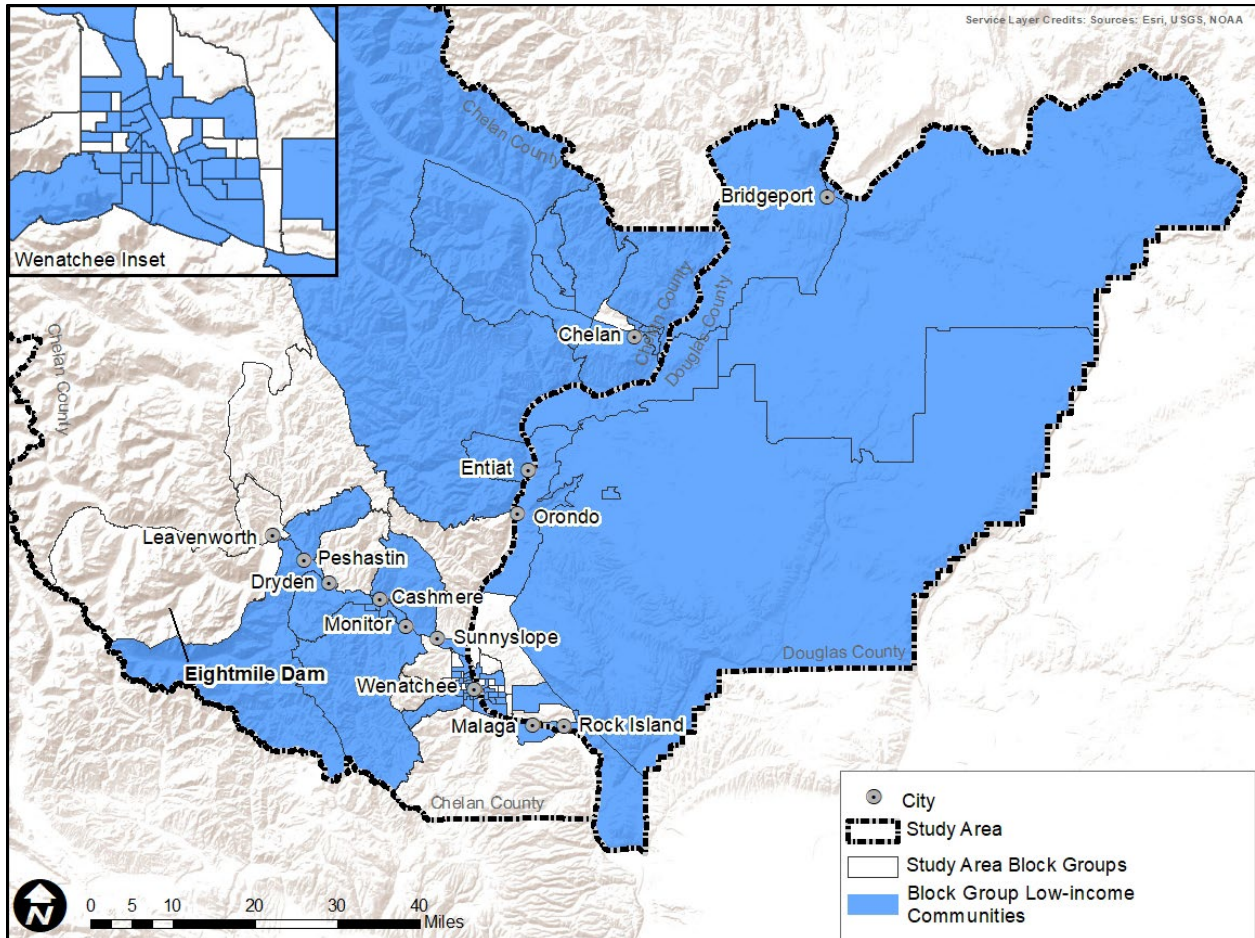 Service Layer Credits: Sources: Esri, USGS, NOAA
Wenatchee Inset
Chelan County
Bridgeport
Chelan County
Douglas County
Chelan
Chelan County
Entiat
Orondo
Leavenworth
Peshastin
Dryden
Cashmere
Monitor
Sunnyslope
Eightmile Dam
Douglas County
Wenatchee
Malaga
Rock Island
Chelan County
City
Study Area
Study Area Block Groups
Block Group Low-income
Communities
N
0 5 10 20 30 40
Miles